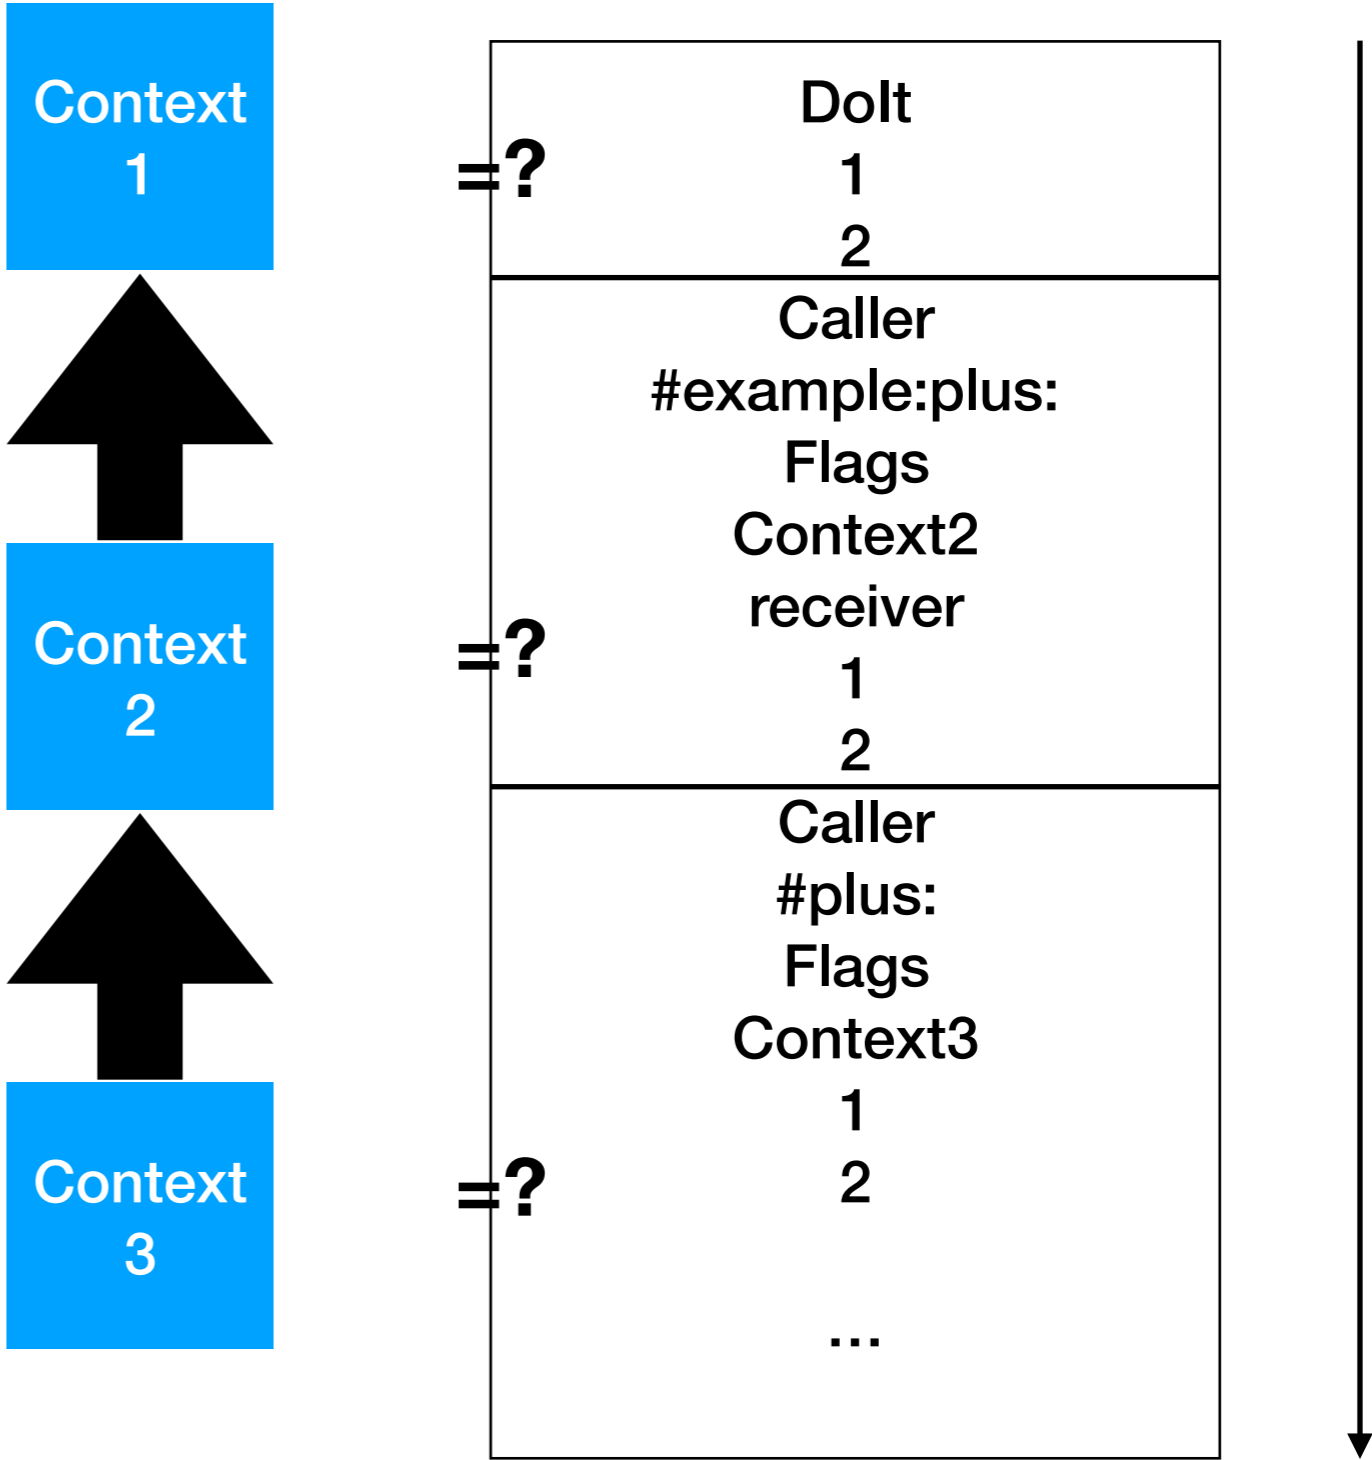 Context
1
=?
DoIt
1
2
Caller
#example:plus:
Flags
Context2
receiver
1
2
Context
2
=?
Caller
#plus:
Flags
Context3
1
2
...
Context
3
=?